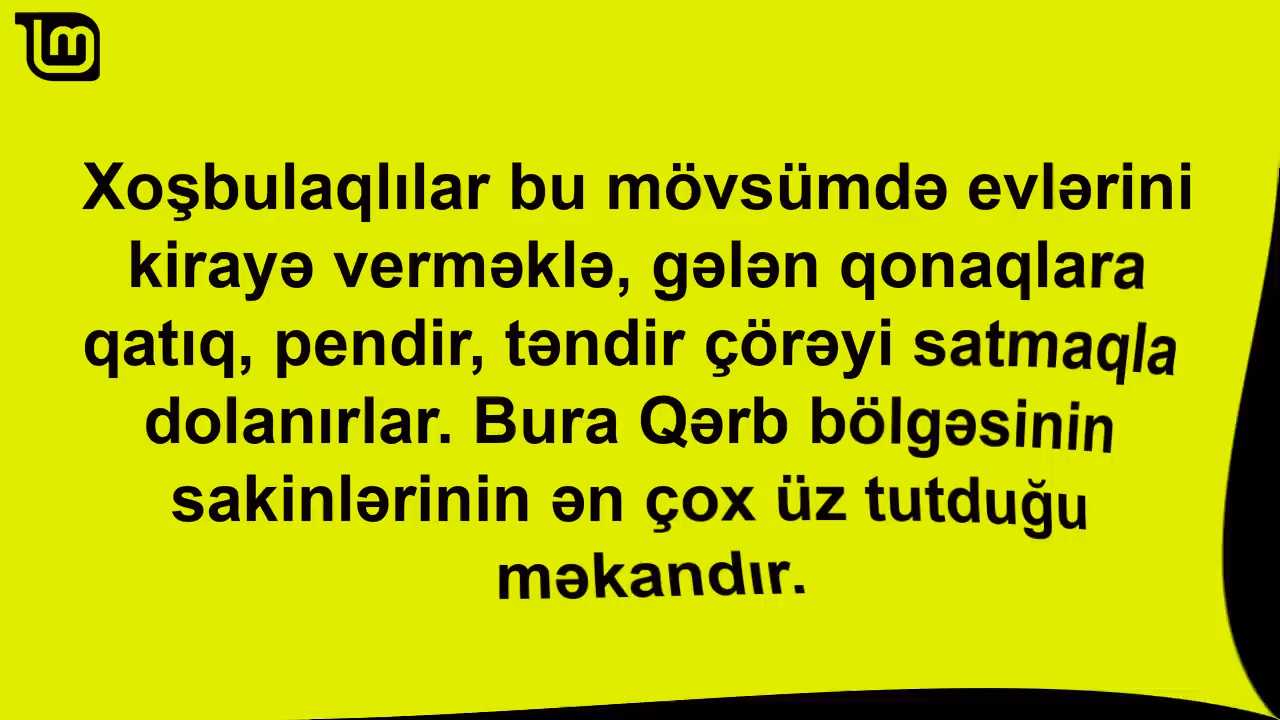 Xoşbulaqlılar bu mövsümdə evlərini
kirayə verməklə, gələn qonaqlara
qatıq, pendir, təndir çörəyi satmaqla
dolanırlar. Bura Qərb bölgəsinin
sakinlərinin ən çox üz tutduğu
məkandır.